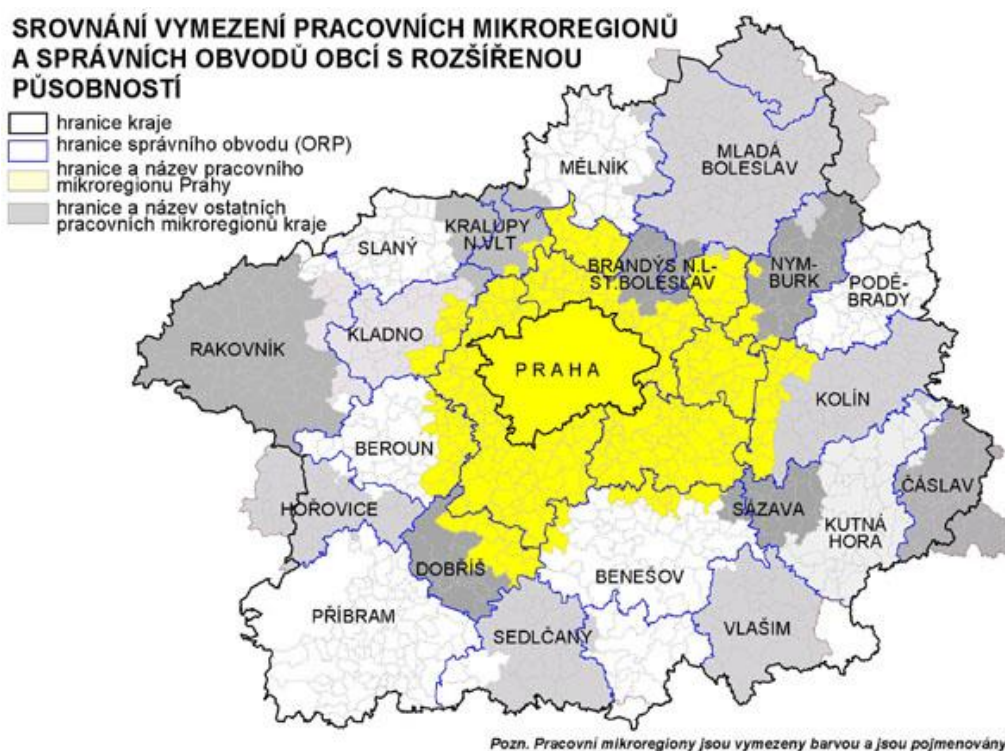 SROVNÁNÍ VYMEZENÍ PRACOVNÍCH MIKROREGIONŮ
A SPRÁVNÍCH OBVODŮ OBCÍ S ROZŠÍŘENOU
PŮSOBNOSTÍ
hranice kraje
hranice správního obvodu (ORP)
hranice a název pracovního
mikroregionu Prahy
hranice a název ostatních
pracovních mikroregionů kraje
MĚLNÍK
MLADÁ
BOLESLAV
SLANÝ
KRALUPY
N.VLT
BRANDÝS N.L-
ST.BOLESLAV
NYM-
BURK
PODĚ-
BRADY
RAKOVNÍK
KLADNO
PRAHA
KOLÍN
BEROUN
HOŘOVICE
SÁZAVA
ČÁSLAV
KUTNÁ
HORA
DOBŘÍŠ
BENEŠOV
PŘÍBRAM
SEDLČANY
VLAŠIM
Pozn. Pracovní mikroregiony jsou vymezeny barvou a jsou pojmenovány